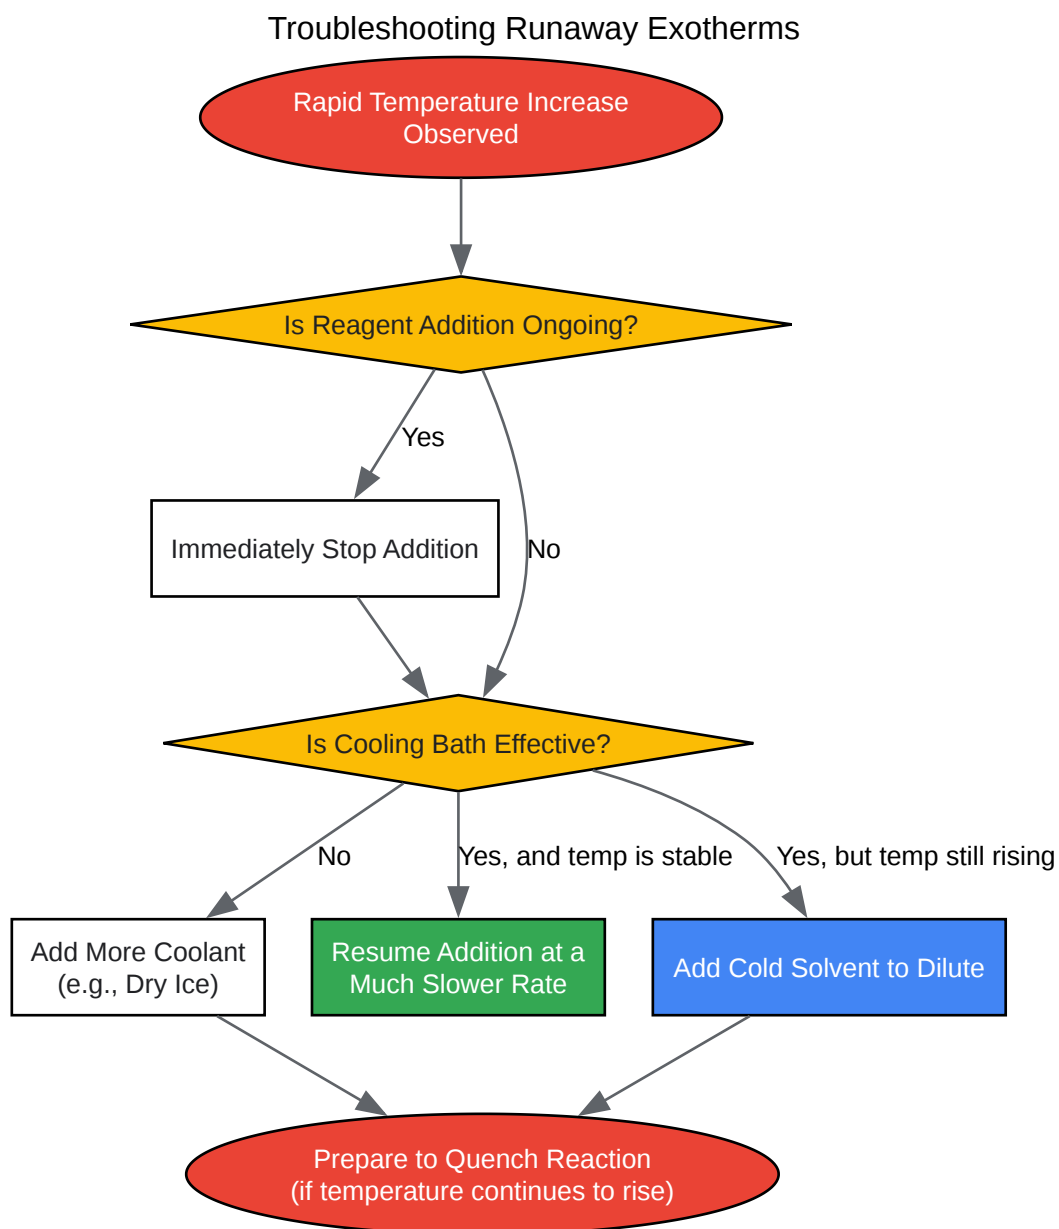 Troubleshooting Runaway Exotherms
Rapid Temperature Increase
Observed
Is Reagent Addition Ongoing?
Yes
Immediately Stop Addition
No
Is Cooling Bath Effective?
No
Yes, and temp is stable
Yes, but temp still rising
Add More Coolant
(e.g., Dry Ice)
Resume Addition at a
Much Slower Rate
Add Cold Solvent to Dilute
Prepare to Quench Reaction
(if temperature continues to rise)